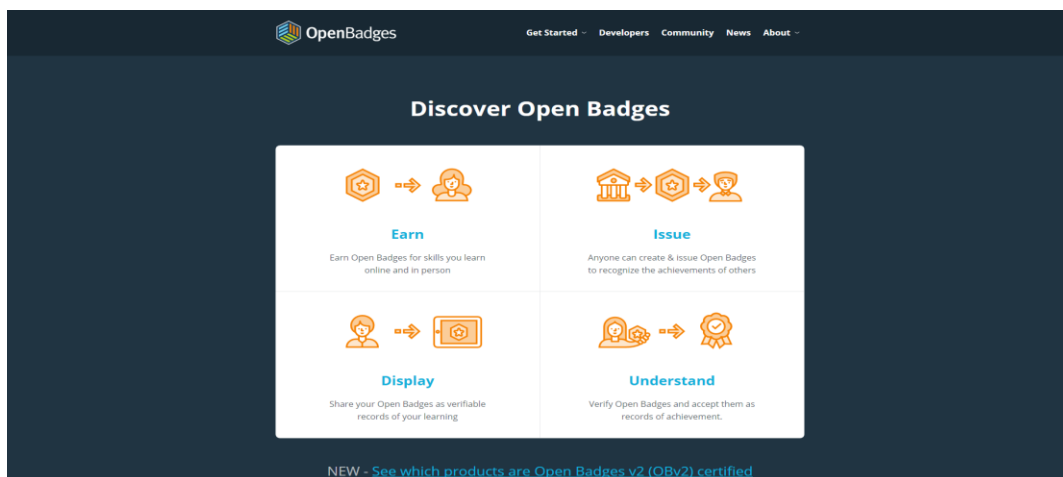 OpenBadges
Get Started Developers Community News About
Discover Open Badges
Earn
Earn Open Badges for skills you learn
online and in person
Issue
Anyone can create & issue Open Badges
to recognize the achievements of others
Display
Share your Open Badges as verifiable
records of your learning
Understand
Verify Open Badges and accept them as
records of achievement.
NEW - See which products are Open Badges v2 (OBv2) certified